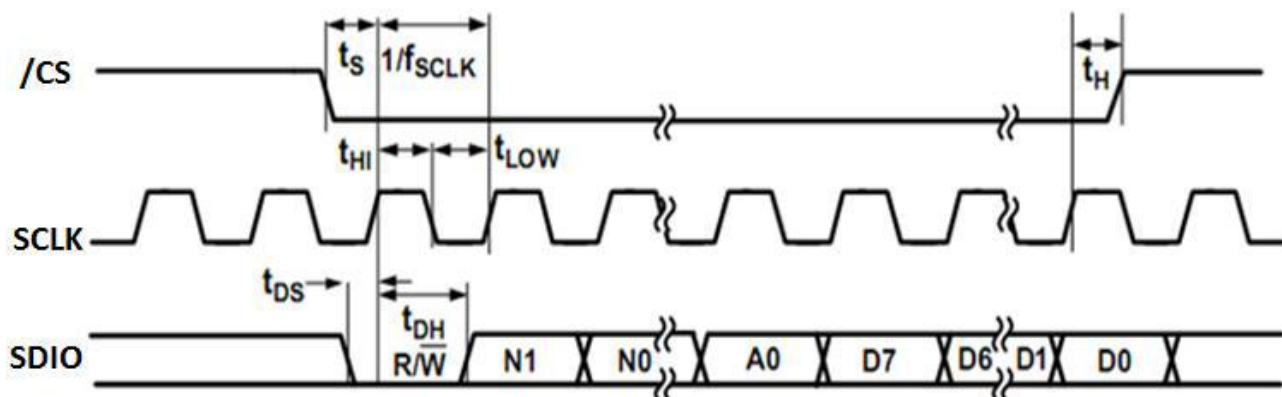 tS 1/fSCLK tH
/CS
tHI tLOW
SCLK
tDS
tDH
SDIO
R/W̅ N1 N0 A0 D7 D6 D1 D0